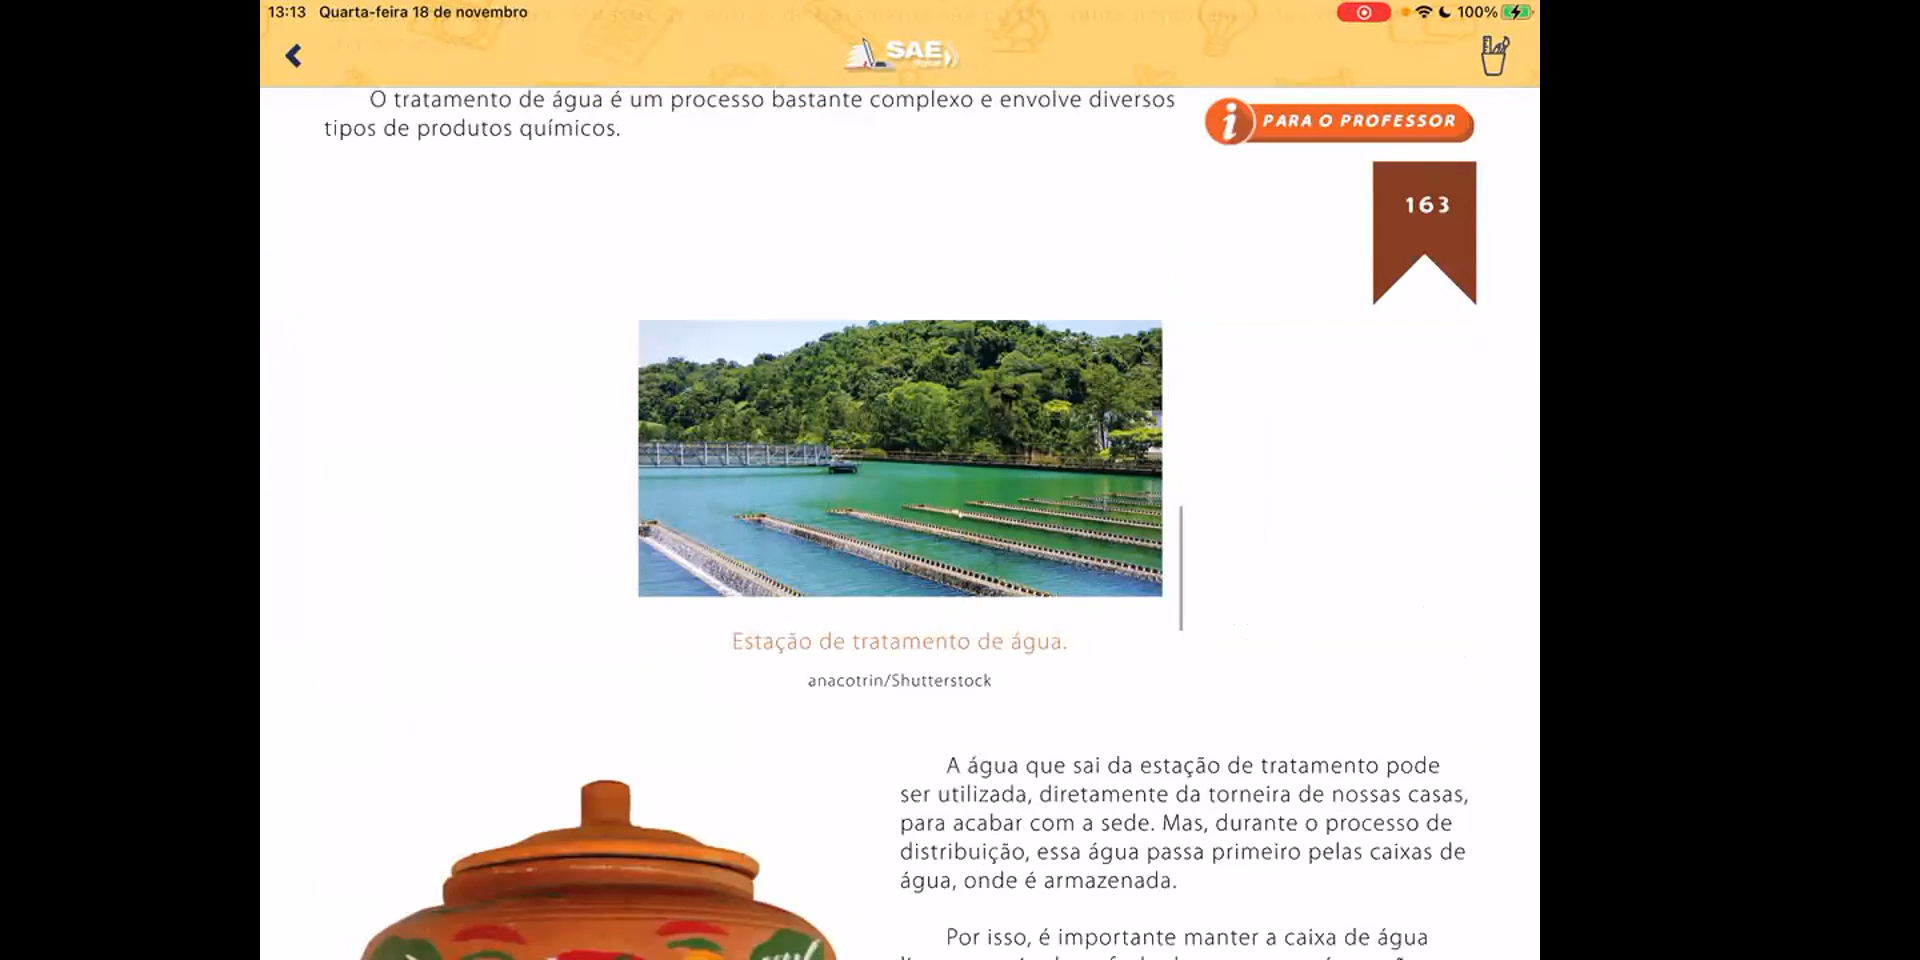 13:13 Quarta-feira 18 de novembro
100%
SAE
digital
O tratamento de água é um processo bastante complexo e envolve diversos
tipos de produtos químicos.
i PARA O PROFESSOR
163
Estação de tratamento de água.
anacotrin/Shutterstock
A água que sai da estação de tratamento pode
ser utilizada, diretamente da torneira de nossas casas,
para acabar com a sede. Mas, durante o processo de
distribuição, essa água passa primeiro pelas caixas de
água, onde é armazenada.
Por isso, é importante manter a caixa de água